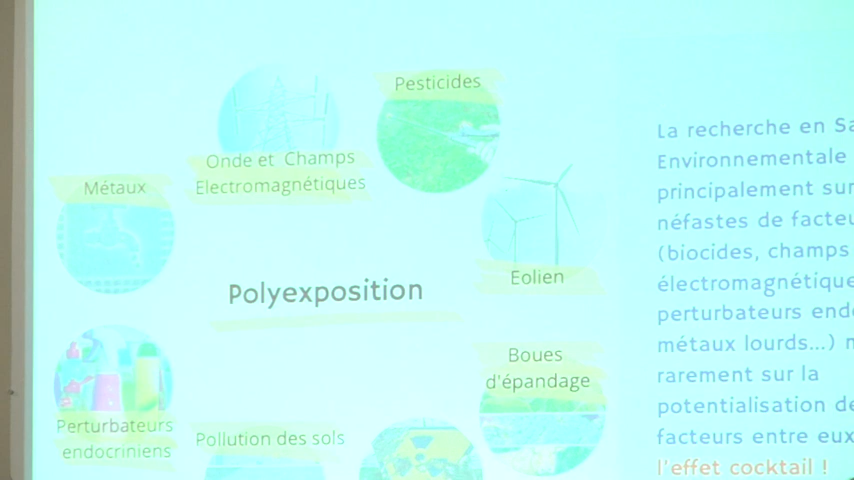 Pesticides
Onde et Champs
Electromagnétiques
Métaux
Eolien
Polyexposition
Boues
d'épandage
Perturbateurs
endocriniens
Pollution des sols
La recherche en Sa
Environnementale
principalement sur
néfastes de facteu
(biocides, champs
électromagnétique
perturbateurs endo
métaux lourds...) m
rarement sur la
potentialisation de
facteurs entre eux
l'effet cocktail !